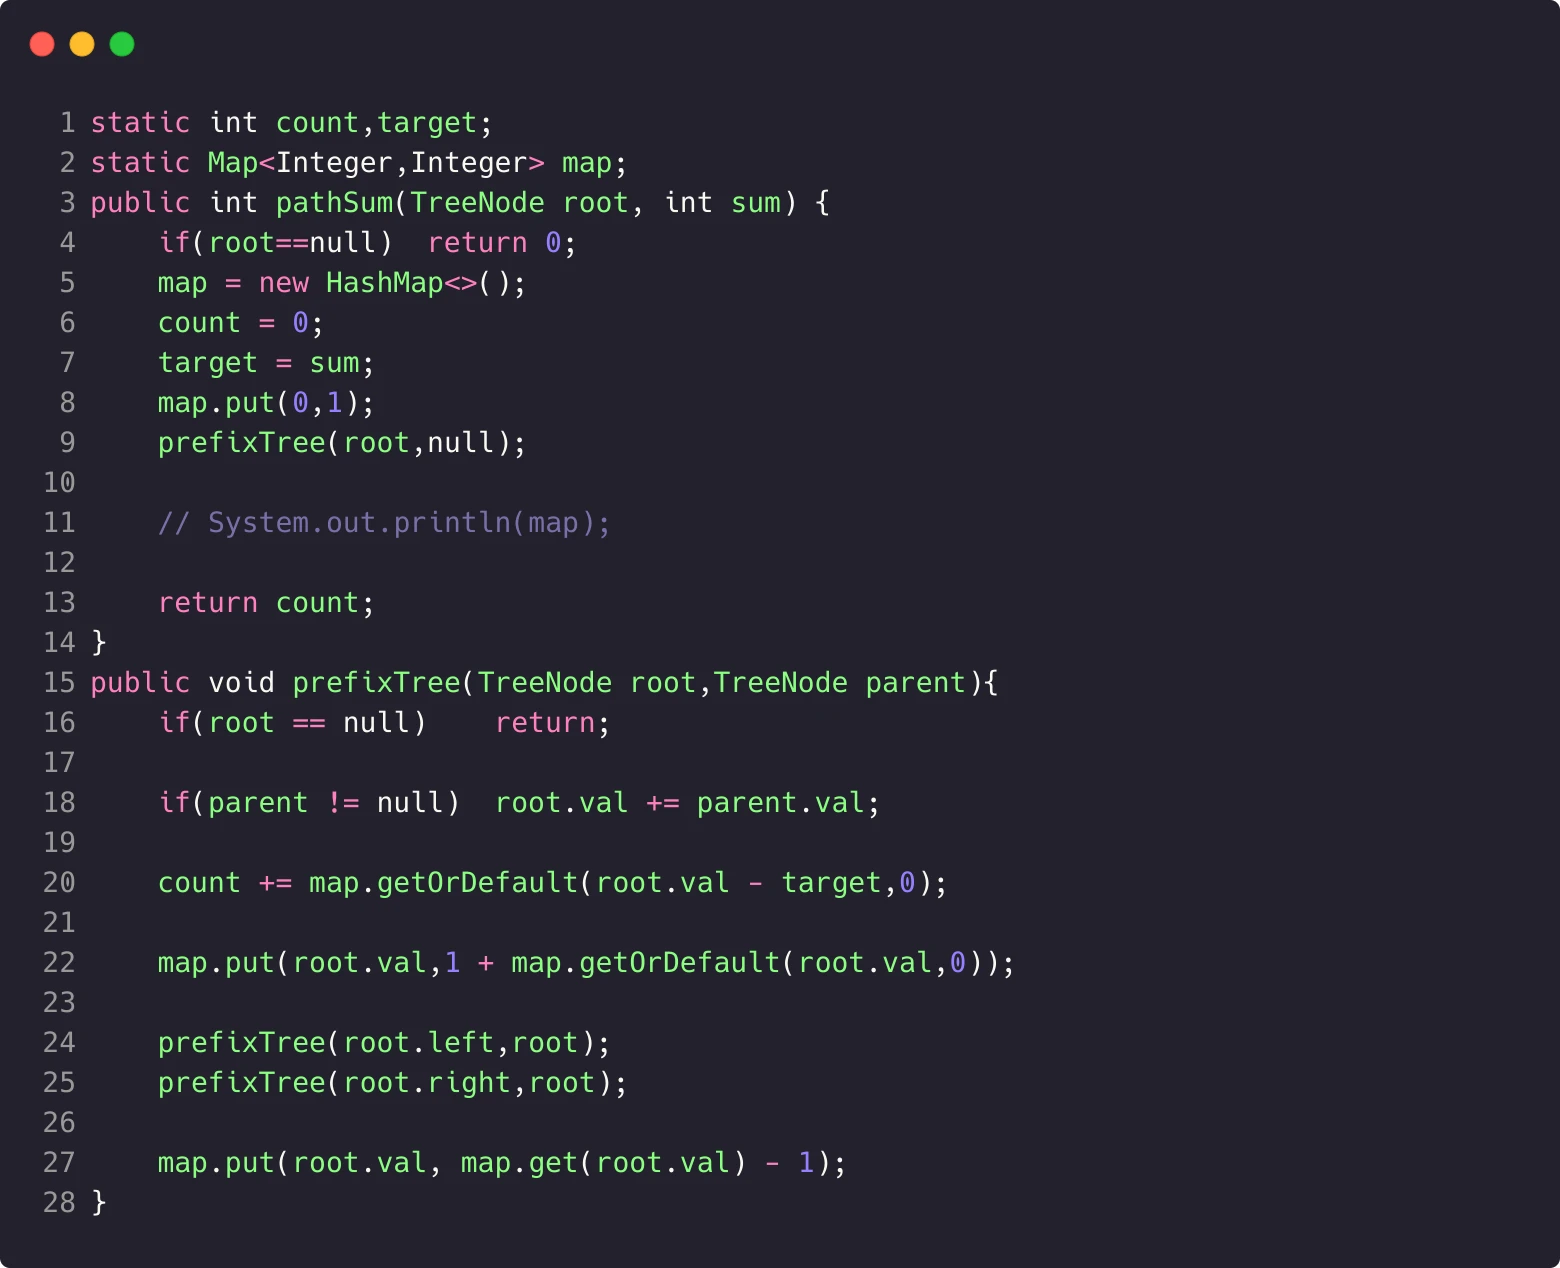 1 static int count,target;
2 static Map<Integer,Integer> map;
3 public int pathSum(TreeNode root, int sum) {
4     if(root==null)  return 0;
5     map = new HashMap<>();
6     count = 0;
7     target = sum;
8     map.put(0,1);
9     prefixTree(root,null);
10
11     // System.out.println(map);
12
13     return count;
14 }
15 public void prefixTree(TreeNode root,TreeNode parent){
16     if(root == null)    return;
17
18     if(parent != null)  root.val += parent.val;
19
20     count += map.getOrDefault(root.val - target,0);
21
22     map.put(root.val,1 + map.getOrDefault(root.val,0));
23
24     prefixTree(root.left,root);
25     prefixTree(root.right,root);
26
27     map.put(root.val, map.get(root.val) - 1);
28 }